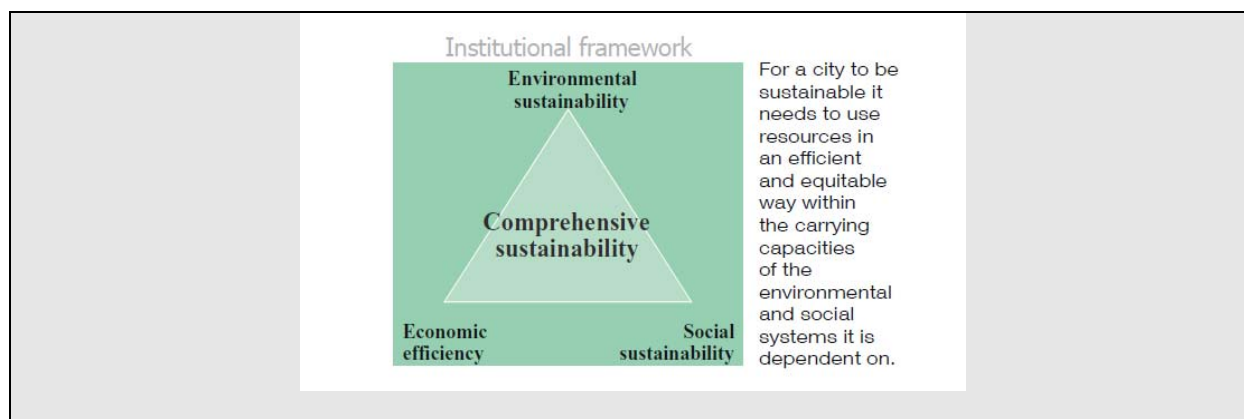 Institutional framework
Environmental
sustainability
Comprehensive
sustainability
Economic
efficiency
Social
sustainability
For a city to be
sustainable it
needs to use
resources in
an efficient
and equitable
way within
the carrying
capacities
of the
environmental
and social
systems it is
dependent on.